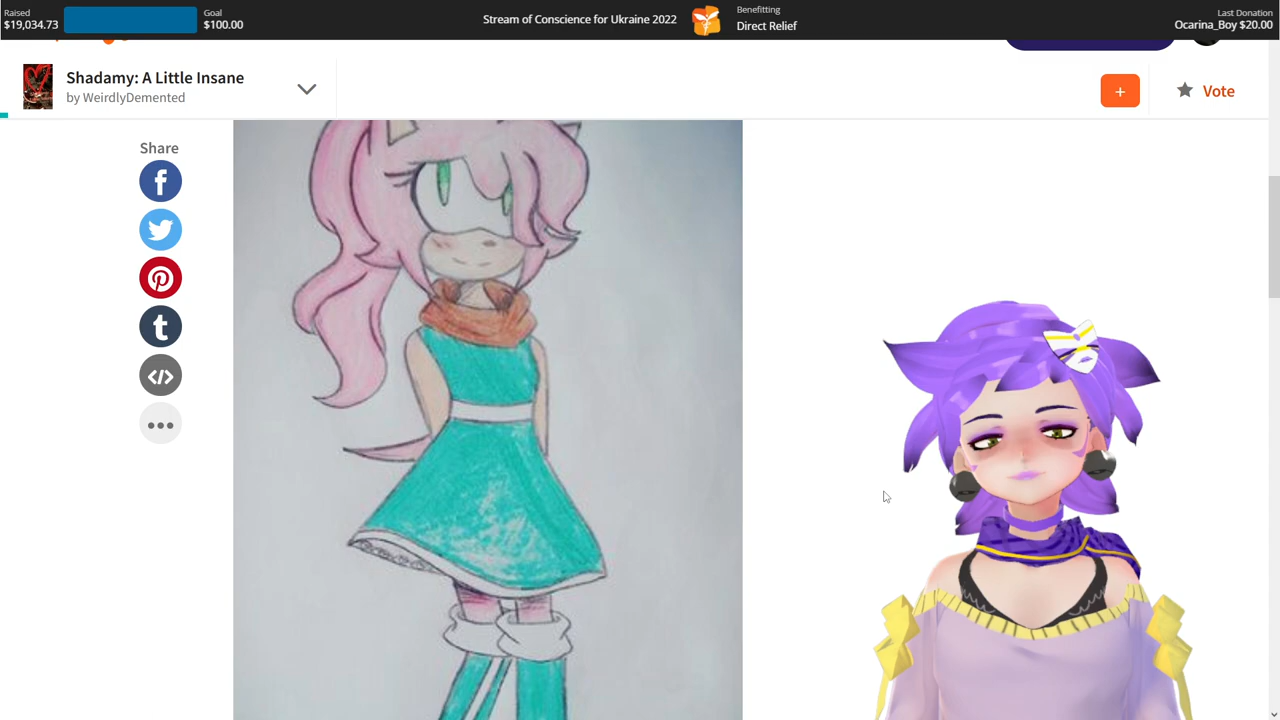 Raised
$19,034.73
Goal
$100.00
Stream of Conscience for Ukraine 2022
Benefitting
Direct Relief
Last Donation
Ocarina_Boy $20.00
Shadamy: A Little Insane
by WeirdlyDemented
+
Vote
Share